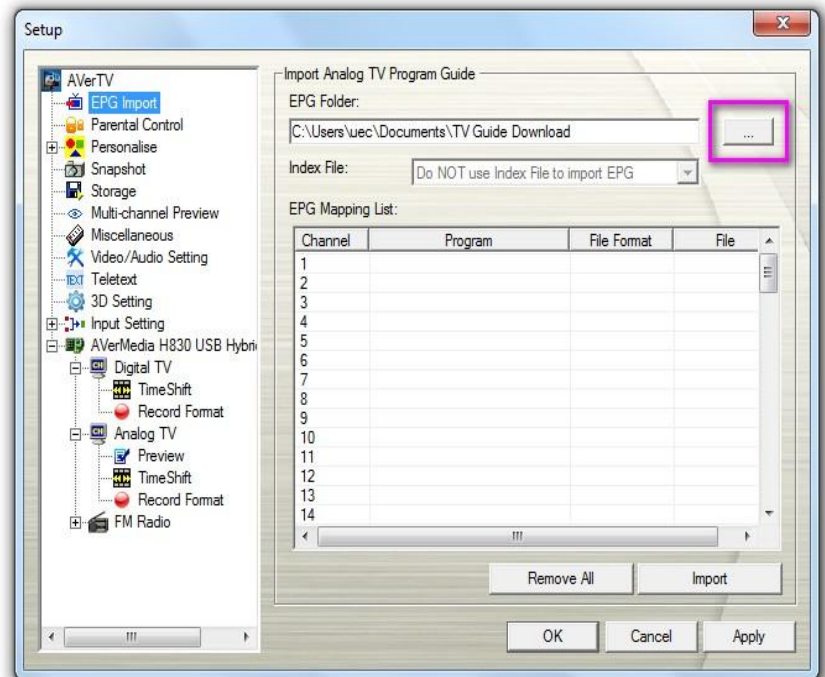 Setup
AVerTV
EPG Import
Parental Control
Personalise
Snapshot
Storage
Multi-channel Preview
Miscellaneous
Video/Audio Setting
TEXT Teletext
3D Setting
Input Setting
AVerMedia H830 USB Hybri
CH Digital TV
TimeShift
Record Format
CH Analog TV
Preview
TimeShift
Record Format
FM Radio
Import Analog TV Program Guide
EPG Folder:
C:\Users\uec\Documents\TV Guide Download
...
Index File:
Do NOT use Index File to import EPG
EPG Mapping List:
Channel Program File Format File
1
2
3
4
5
6
7
8
9
10
11
12
13
14
Remove All Import
OK Cancel Apply